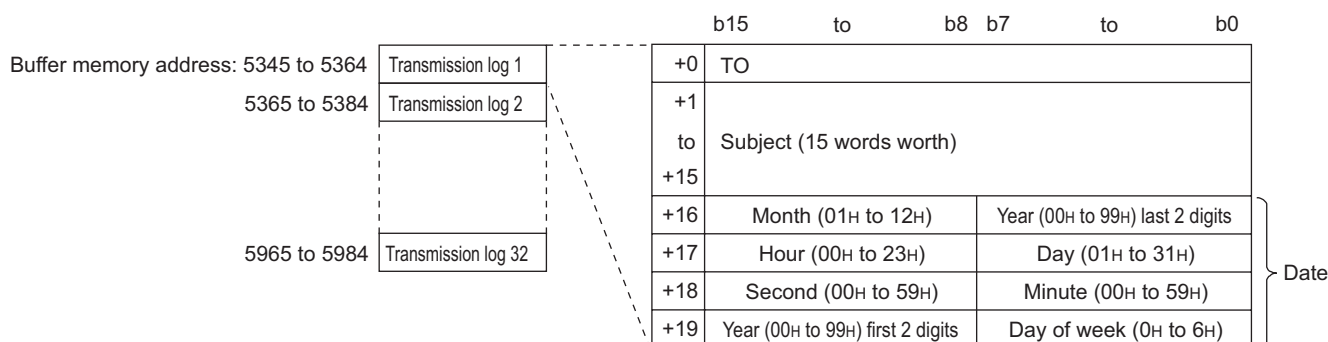 b15 to b8 b7 to b0
Buffer memory address: 5345 to 5364 Transmission log 1 +0 TO
5365 to 5384 Transmission log 2 +1
to Subject (15 words worth)
+15
+16 Month (01H to 12H) Year (00H to 99H) last 2 digits
5965 to 5984 Transmission log 32 +17 Hour (00H to 23H) Day (01H to 31H) Date
+18 Second (00H to 59H) Minute (00H to 59H)
+19 Year (00H to 99H) first 2 digits Day of week (0H to 6H)